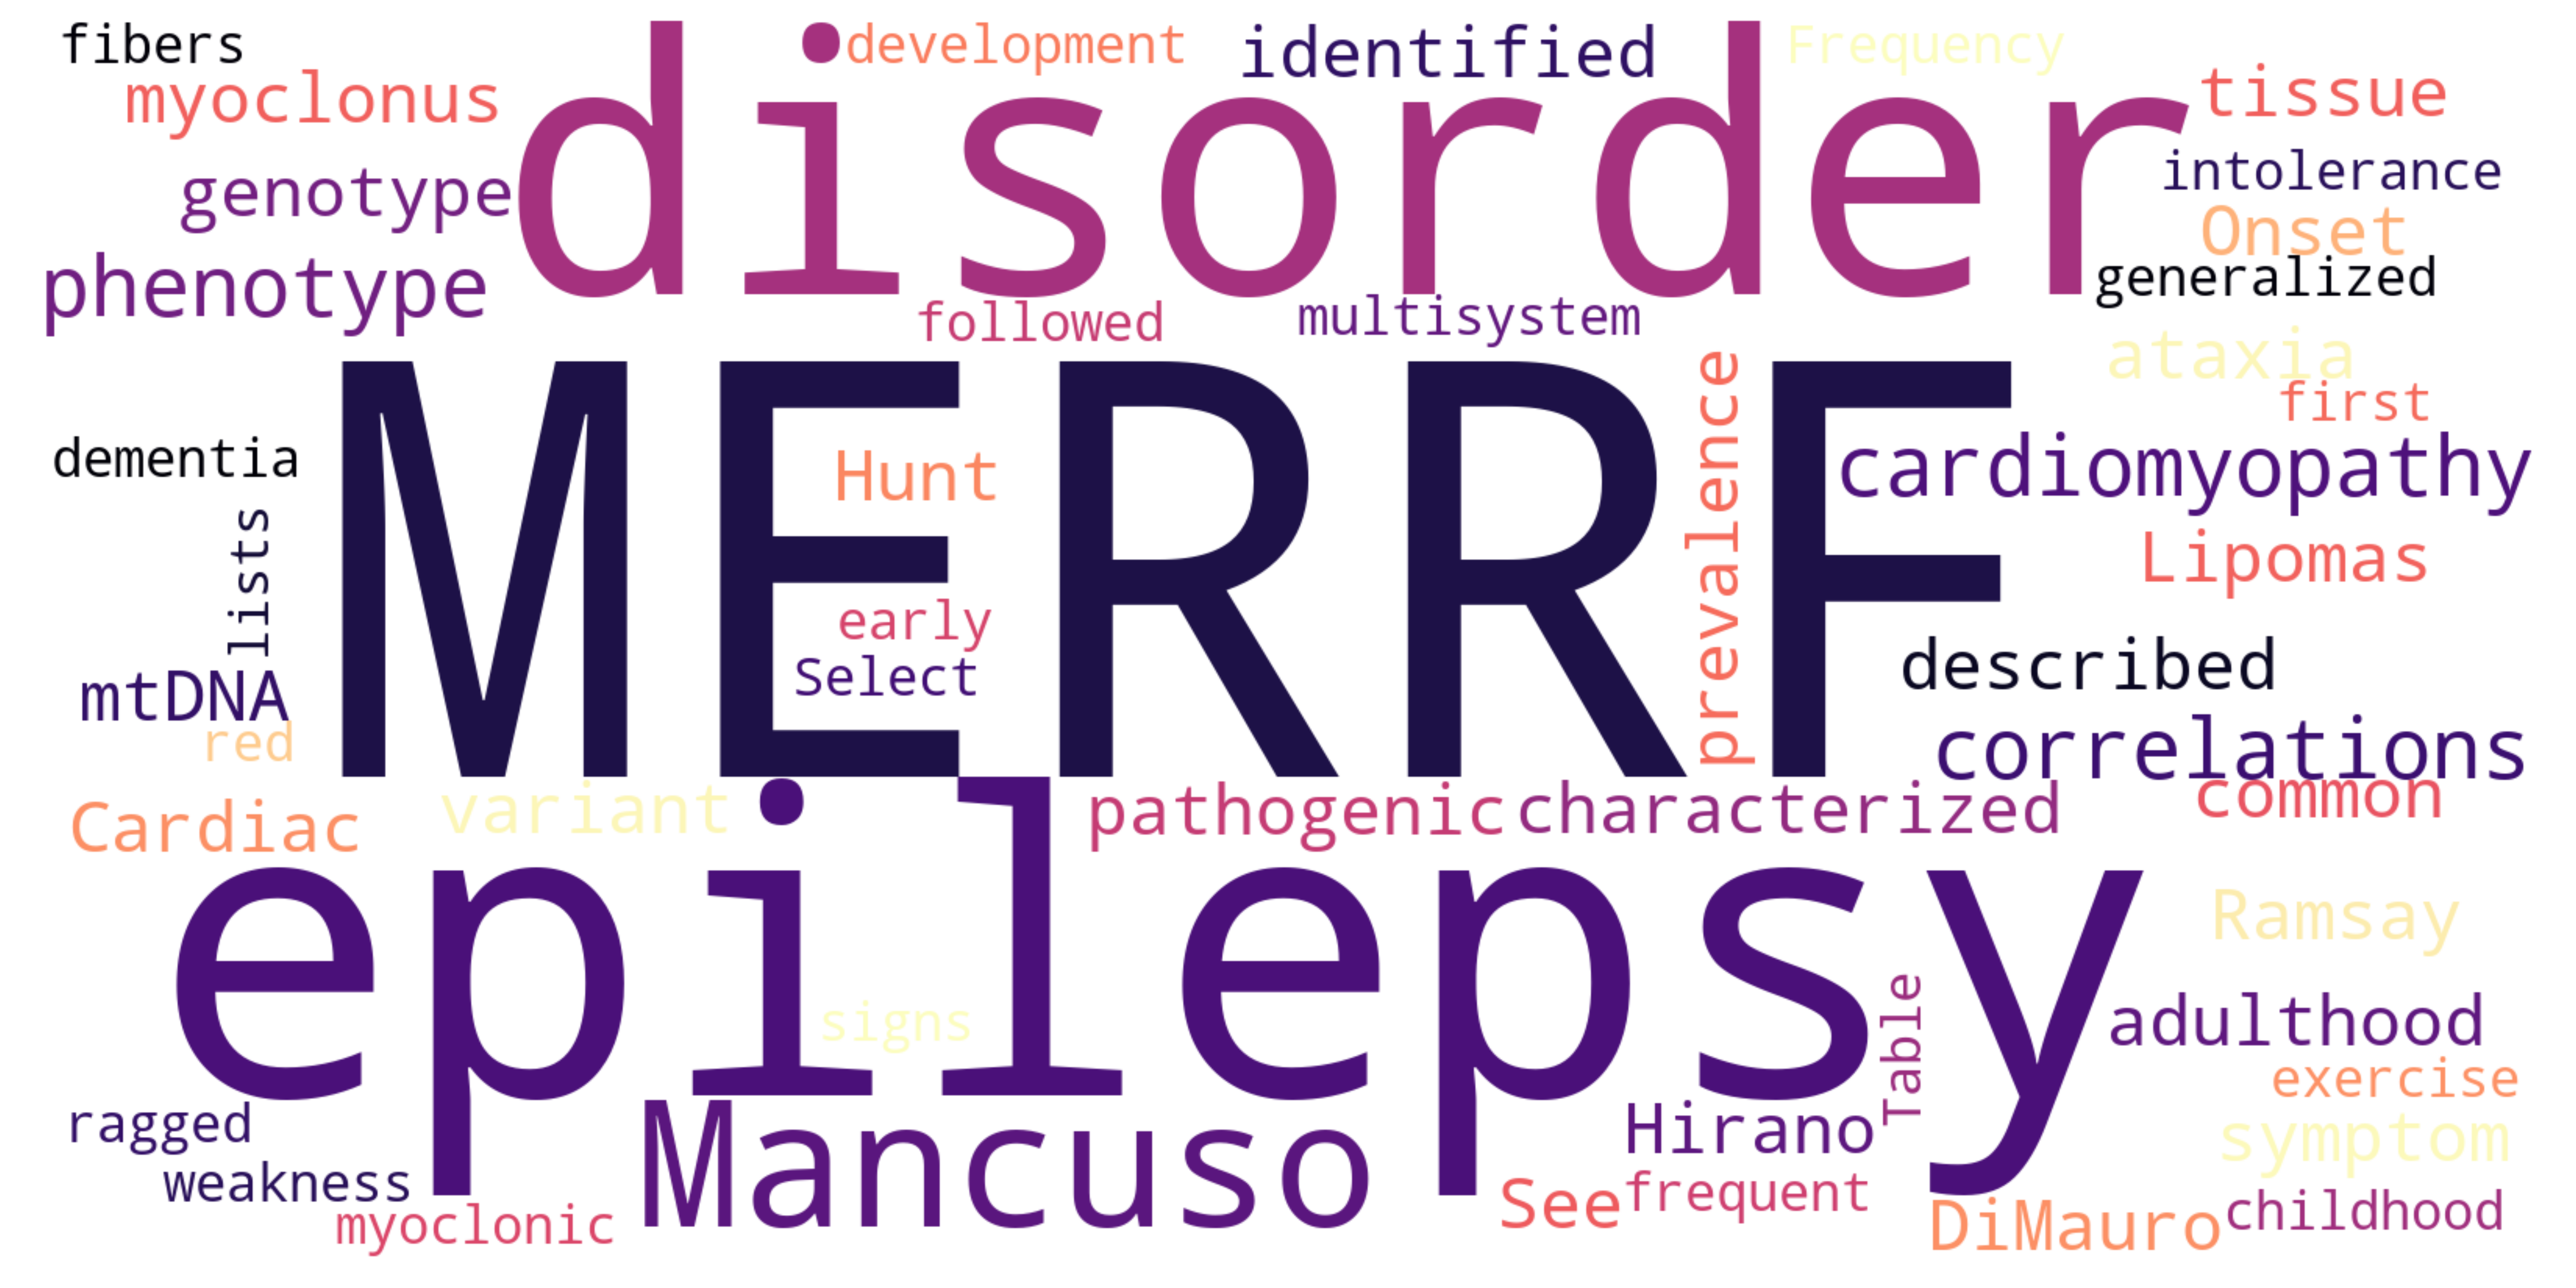 fibers
development
identified
Frequency
disorder
myoclonus
tissue
intolerance
genotype
Onset
phenotype
generalized
followed
multisystem
MERRF
prevalence
ataxia
first
dementia
Hunt
cardiomyopathy
lists
Lipomas
early
Select
described
mtDNA
red
correlations
Cardiac
variant
pathogenic
characterized
common
epilepsy
Ramsay
signs
Table
adulthood
exercise
ragged
Mancuso
Hirano
symptom
weakness
See
frequent
childhood
myoclonic
DiMauro